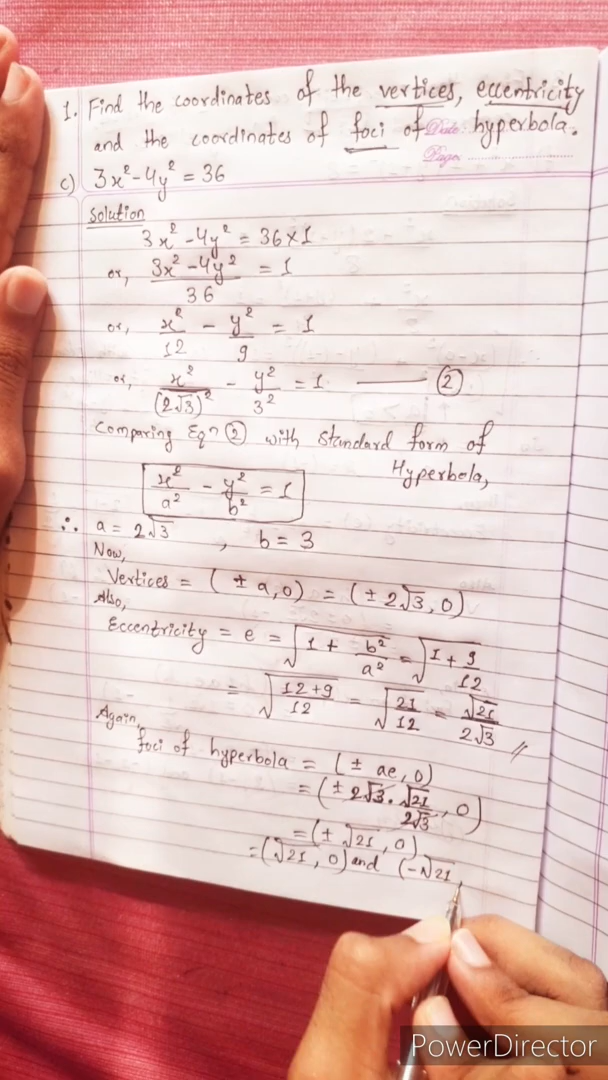 1. Find the coordinates of the vertices, eccentricity
and the coordinates of foci of Date: hyperbola.
Page:
c) 3x² - 4y² = 36
Solution
3x² - 4y² = 36 × 1
or, (3x² - 4y²)/36 = 1
or, x²/12 - y²/9 = 1
or, x²/(2√3)² - y²/3² = 1 —— ②
Comparing Eqn ② with standard form of
Hyperbola,
x²/a² - y²/b² = 1
∴ a = 2√3 , b = 3
Now,
Vertices = (± a, 0) = (± 2√3, 0)
Also,
Eccentricity = e = √(1 + b²/a²) = √(1 + 9/12)
= √((12+9)/12) = √(21/12) = √21/2√3 //
Again,
foci of hyperbola = (± ae, 0)
= (± 2√3 · √21/2√3, 0)
= (± √21, 0)
= (√21, 0) and (-√21,
PowerDirector